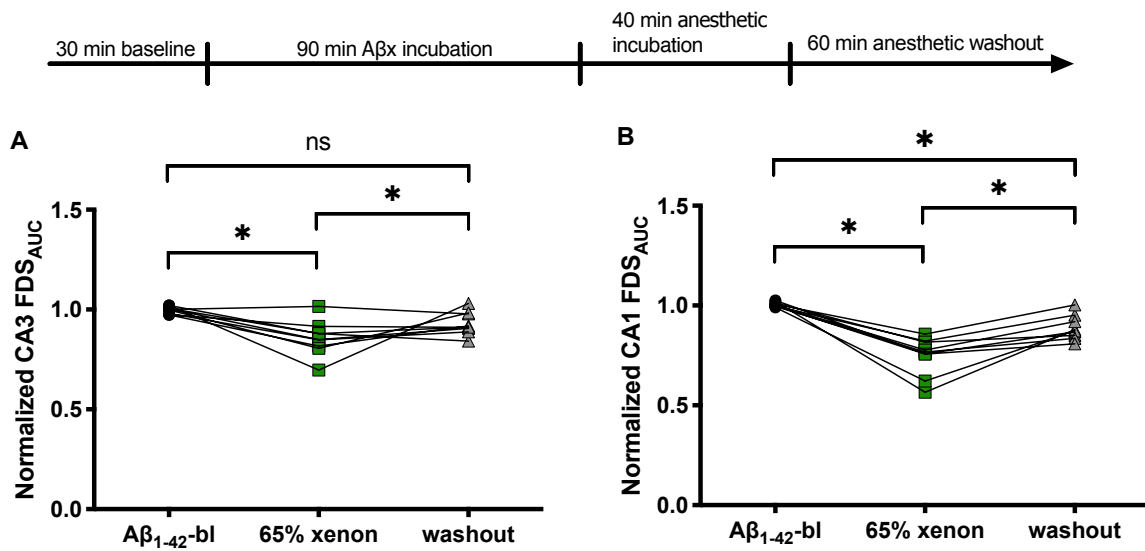 30 min baseline
90 min Aβx incubation
40 min anesthetic
incubation
60 min anesthetic washout
A
ns
*
*
Normalized CA3 FDS_AUC
1.5
1.0
0.5
0.0
Aβ₁₋₄₂-bl
65% xenon
washout
B
*
*
*
Normalized CA1 FDS_AUC
1.5
1.0
0.5
0.0
Aβ₁₋₄₂-bl
65% xenon
washout